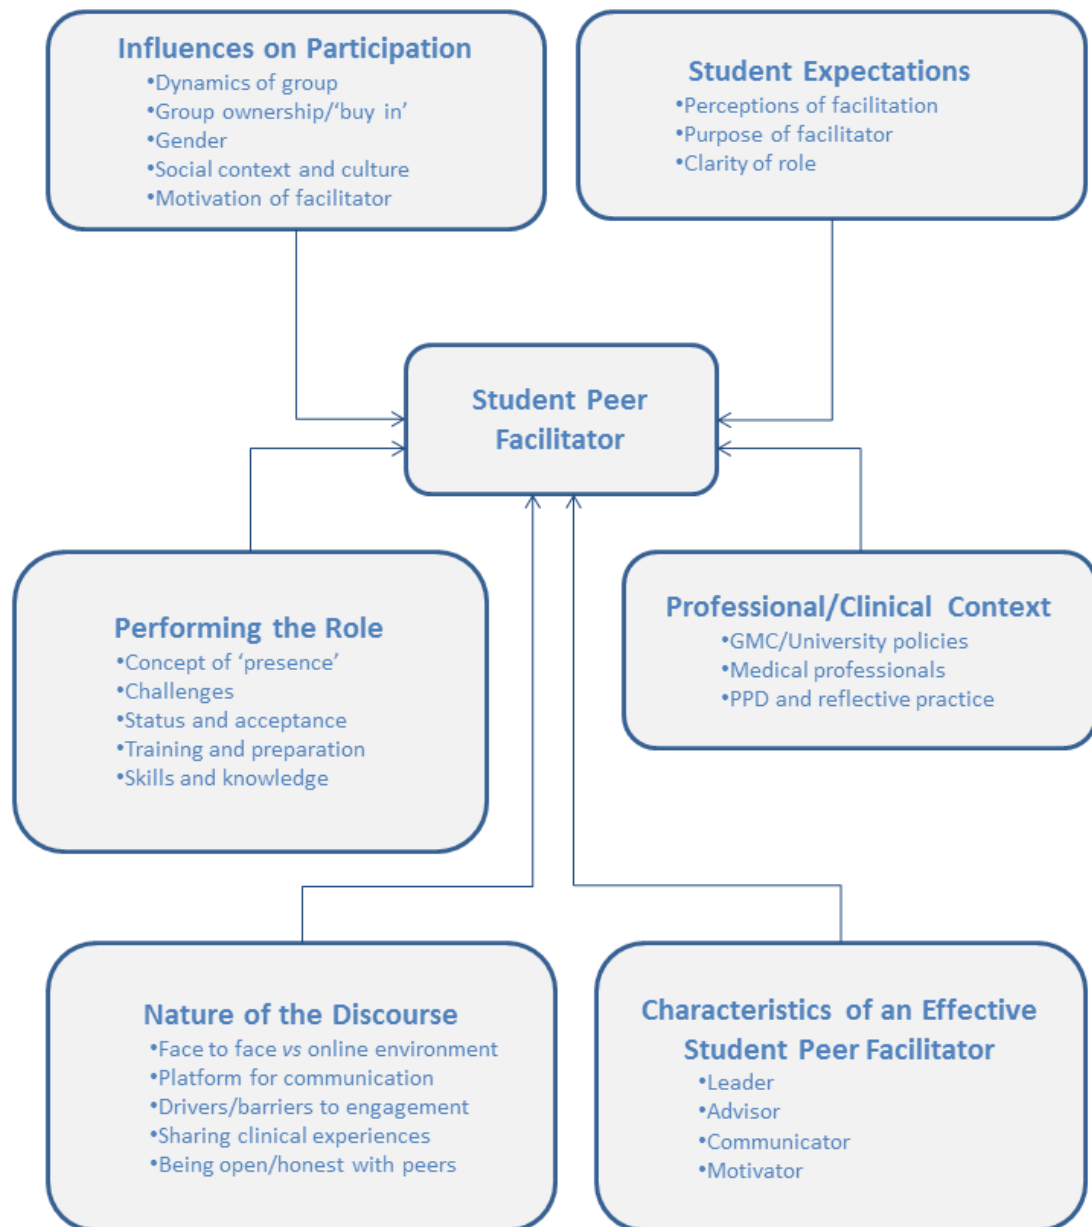 Influences on Participation
•Dynamics of group
•Group ownership/‘buy in’
•Gender
•Social context and culture
•Motivation of facilitator
Student Expectations
•Perceptions of facilitation
•Purpose of facilitator
•Clarity of role
Student Peer
Facilitator
Performing the Role
•Concept of ‘presence’
•Challenges
•Status and acceptance
•Training and preparation
•Skills and knowledge
Professional/Clinical Context
•GMC/University policies
•Medical professionals
•PPD and reflective practice
Nature of the Discourse
•Face to face vs online environment
•Platform for communication
•Drivers/barriers to engagement
•Sharing clinical experiences
•Being open/honest with peers
Characteristics of an Effective
Student Peer Facilitator
•Leader
•Advisor
•Communicator
•Motivator